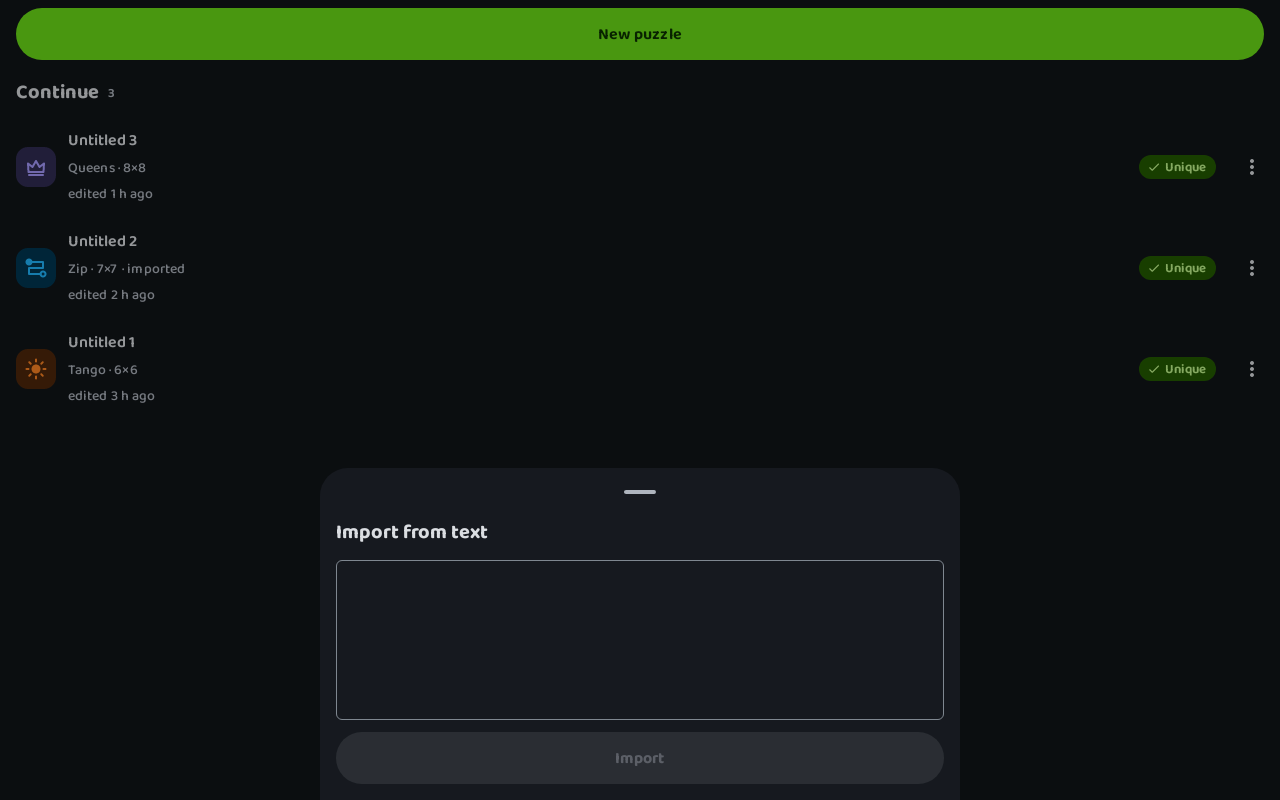 New puzzle
Continue 3
Untitled 3
Queens · 8×8
edited 1 h ago
Unique
Untitled 2
Zip · 7×7 · imported
edited 2 h ago
Unique
Untitled 1
Tango · 6×6
edited 3 h ago
Unique
Import from text
Import